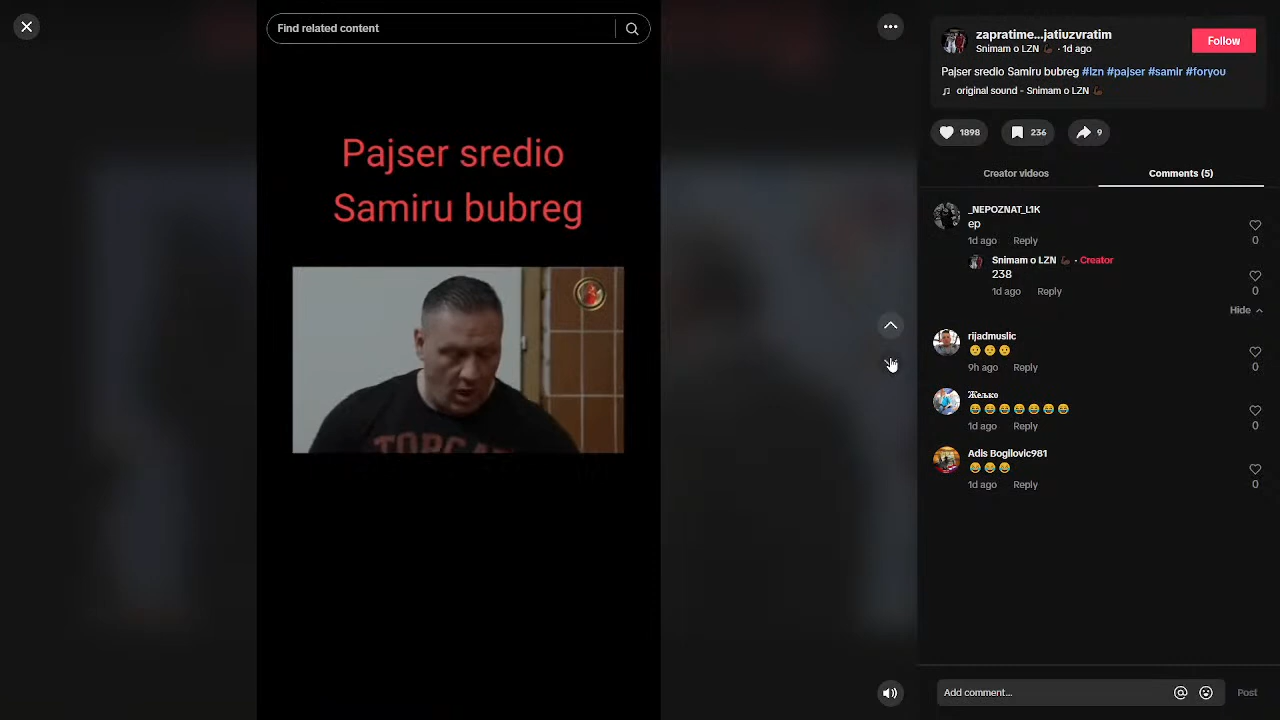 Find related content
Pajser sredio
Samiru bubreg
zapratime...jatiuzvratim
Snimam o LZN · 1d ago
Follow
Pajser sredio Samiru bubreg #lzn #pajser #samir #foryou
original sound - Snimam o LZN
1898
236
9
Creator videos
Comments (5)
_NEPOZNAT_L1K
ep
1d ago Reply
0
Snimam o LZN · Creator
238
1d ago Reply
0
Hide
rijadmuslic
9h ago Reply
0
Желько
1d ago Reply
0
Adis Bogilovic981
1d ago Reply
0
Add comment...
Post